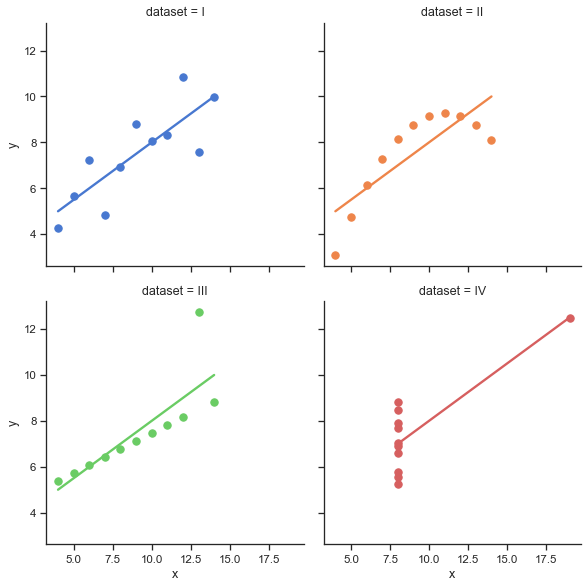 dataset = I
dataset = II
12
10
8
6
4
y
dataset = III
dataset = IV
12
10
8
6
4
y
5.0 7.5 10.0 12.5 15.0 17.5
5.0 7.5 10.0 12.5 15.0 17.5
x
x